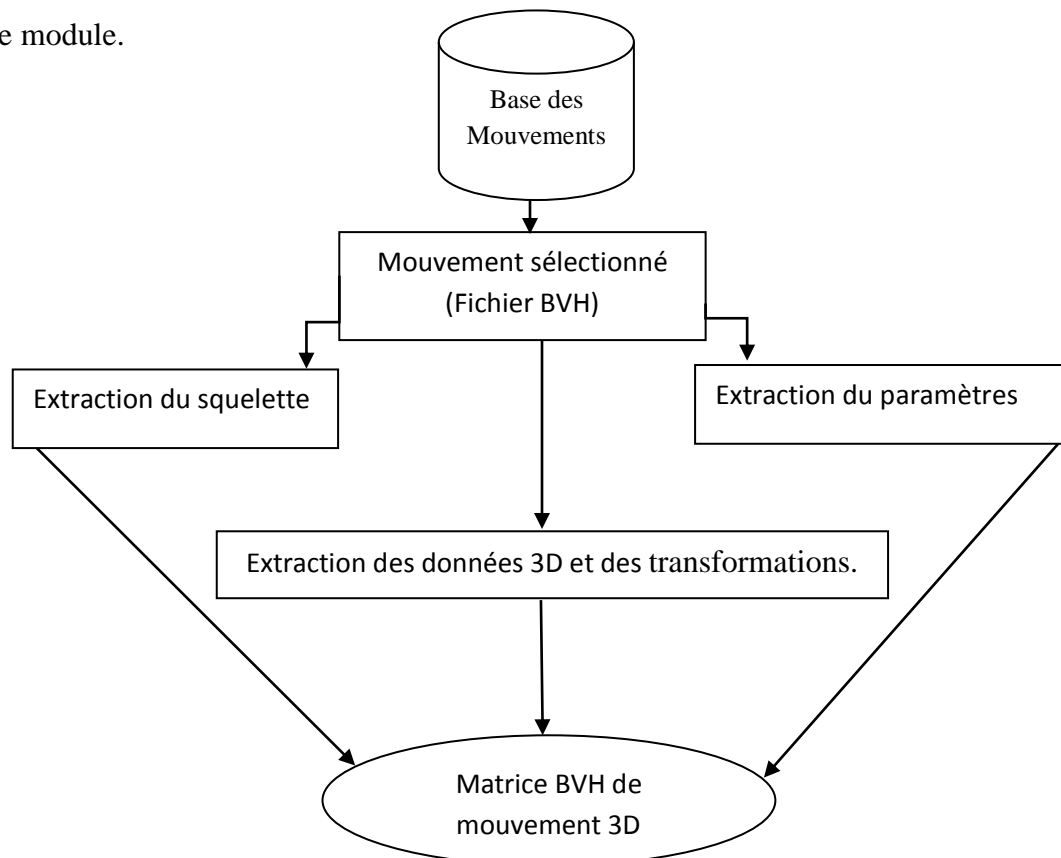 e module.
Base des
Mouvements
Mouvement sélectionné
(Fichier BVH)
Extraction du squelette
Extraction du paramètres
Extraction des données 3D et des transformations.
Matrice BVH de
mouvement 3D